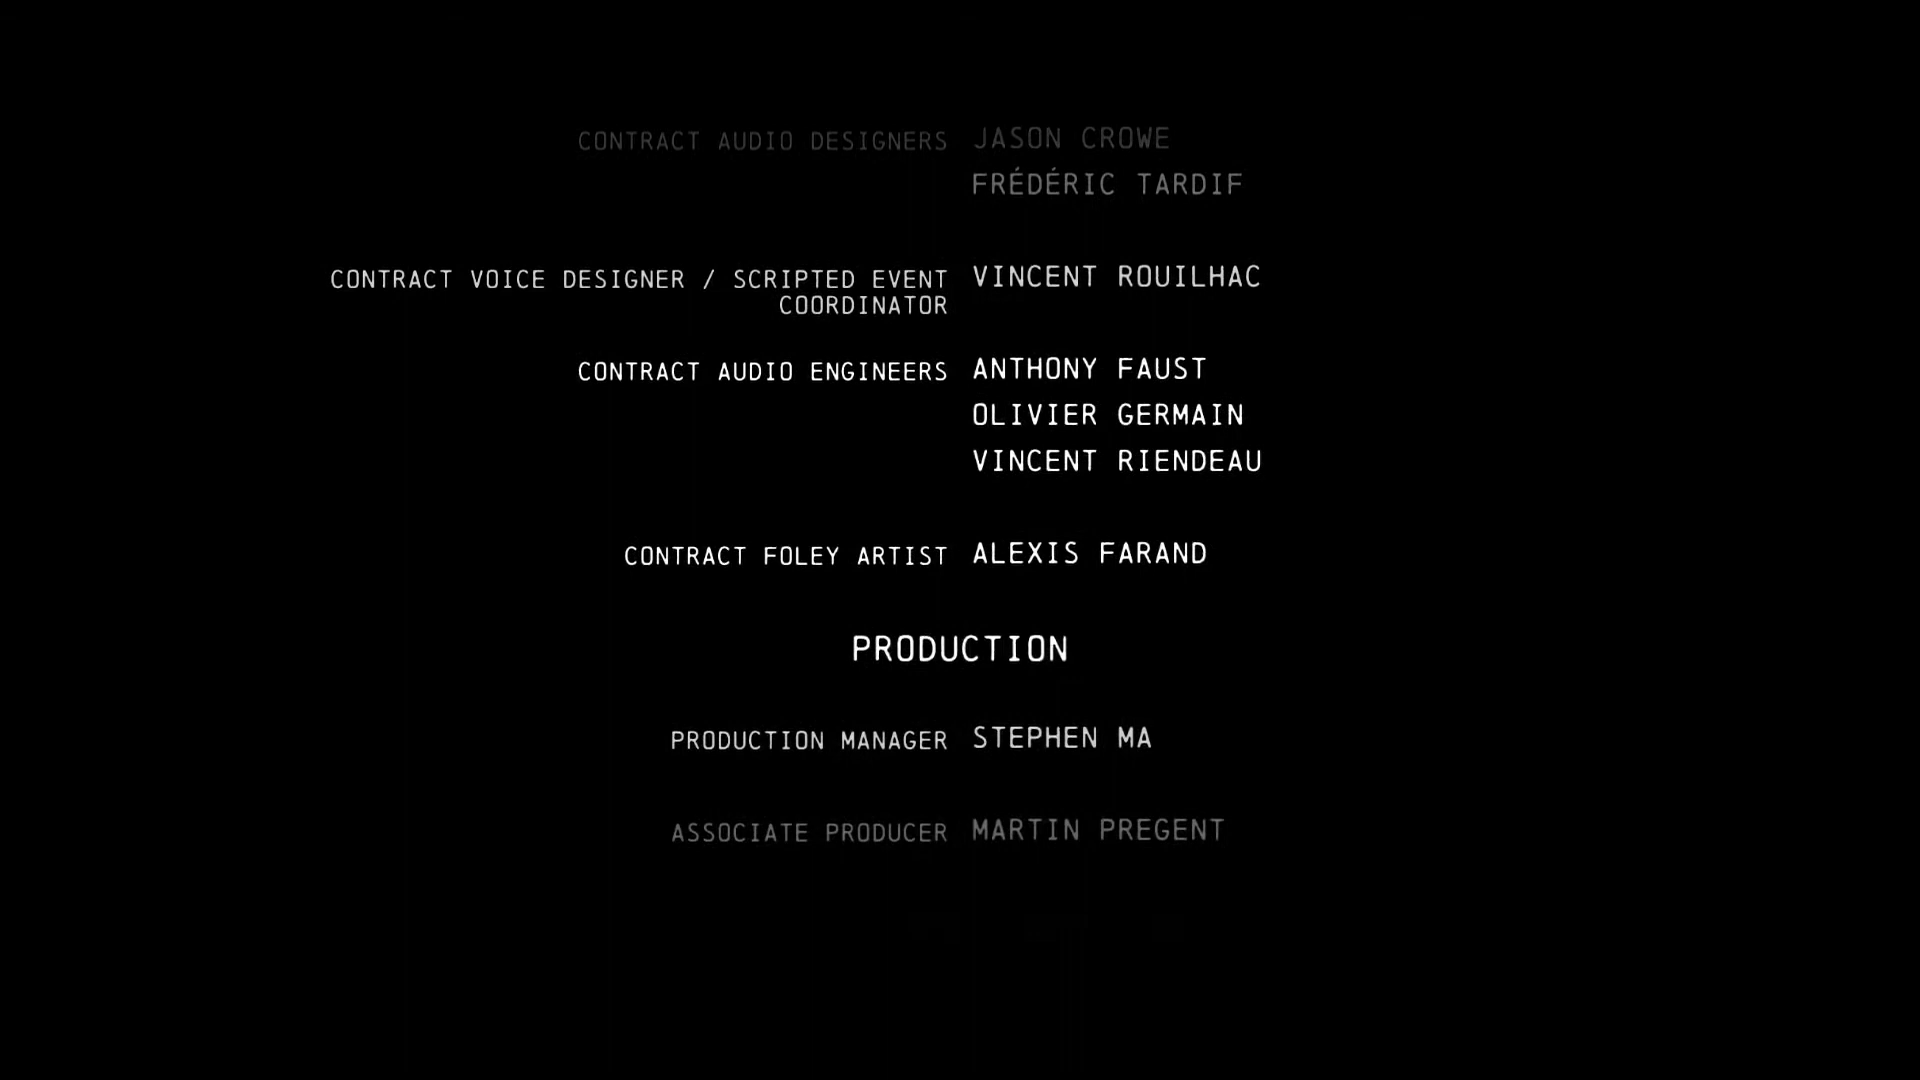 CONTRACT AUDIO DESIGNERS JASON CROWE
FRÉDÉRIC TARDIF
CONTRACT VOICE DESIGNER / SCRIPTED EVENT VINCENT ROUILHAC
COORDINATOR
CONTRACT AUDIO ENGINEERS ANTHONY FAUST
OLIVIER GERMAIN
VINCENT RIENDEAU
CONTRACT FOLEY ARTIST ALEXIS FARAND
PRODUCTION
PRODUCTION MANAGER STEPHEN MA
ASSOCIATE PRODUCER MARTIN PREGENT